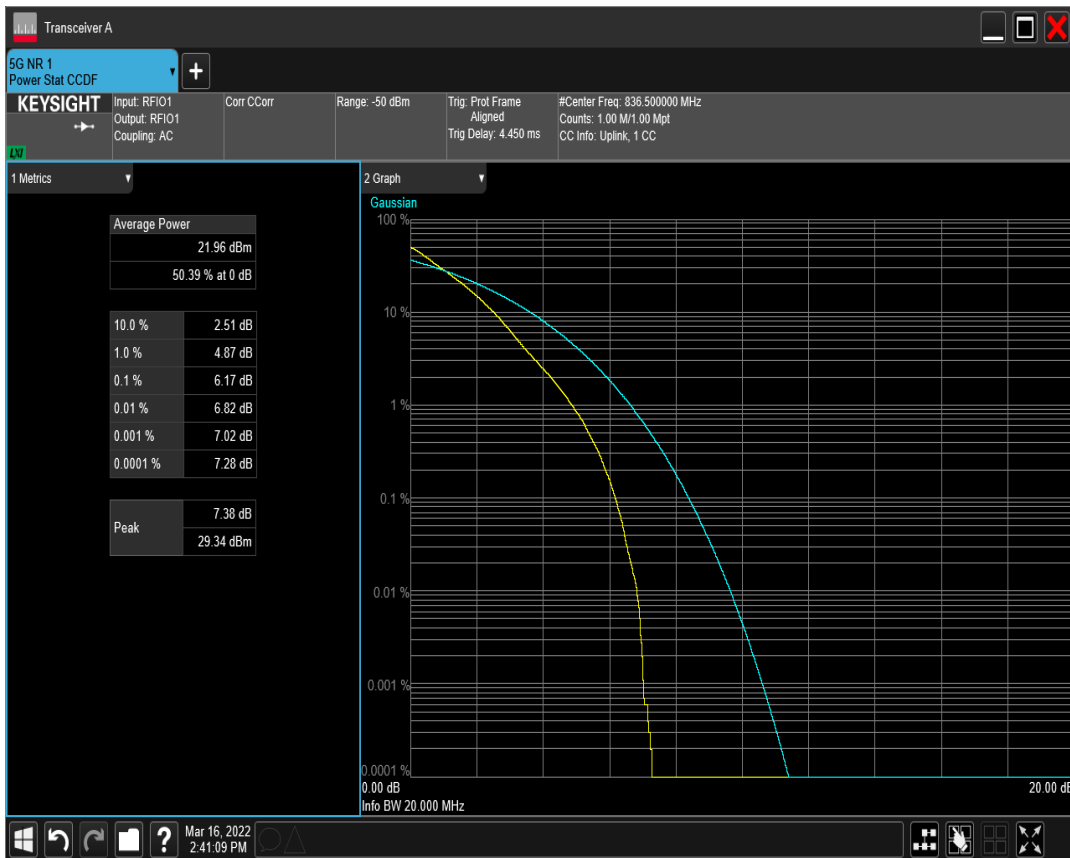 Transceiver A
5G NR 1
Power Stat CCDF
KEYSIGHT
LXI
Input: RFIO1
Output: RFIO1
Coupling: AC
Corr CCorr
Range: -50 dBm
Trig: Prot Frame
Aligned
Trig Delay: 4.450 ms
#Center Freq: 836.500000 MHz
Counts: 1.00 M/1.00 Mpt
CC Info: Uplink, 1 CC
1 Metrics
Average Power
21.96 dBm
50.39 % at 0 dB
10.0 % 2.51 dB
1.0 % 4.87 dB
0.1 % 6.17 dB
0.01 % 6.82 dB
0.001 % 7.02 dB
0.0001 % 7.28 dB
Peak
7.38 dB
29.34 dBm
2 Graph
Gaussian
100 %
10 %
1 %
0.1 %
0.01 %
0.001 %
0.0001 %
0.00 dB 20.00 dB
Info BW 20.000 MHz
Mar 16, 2022
2:41:09 PM